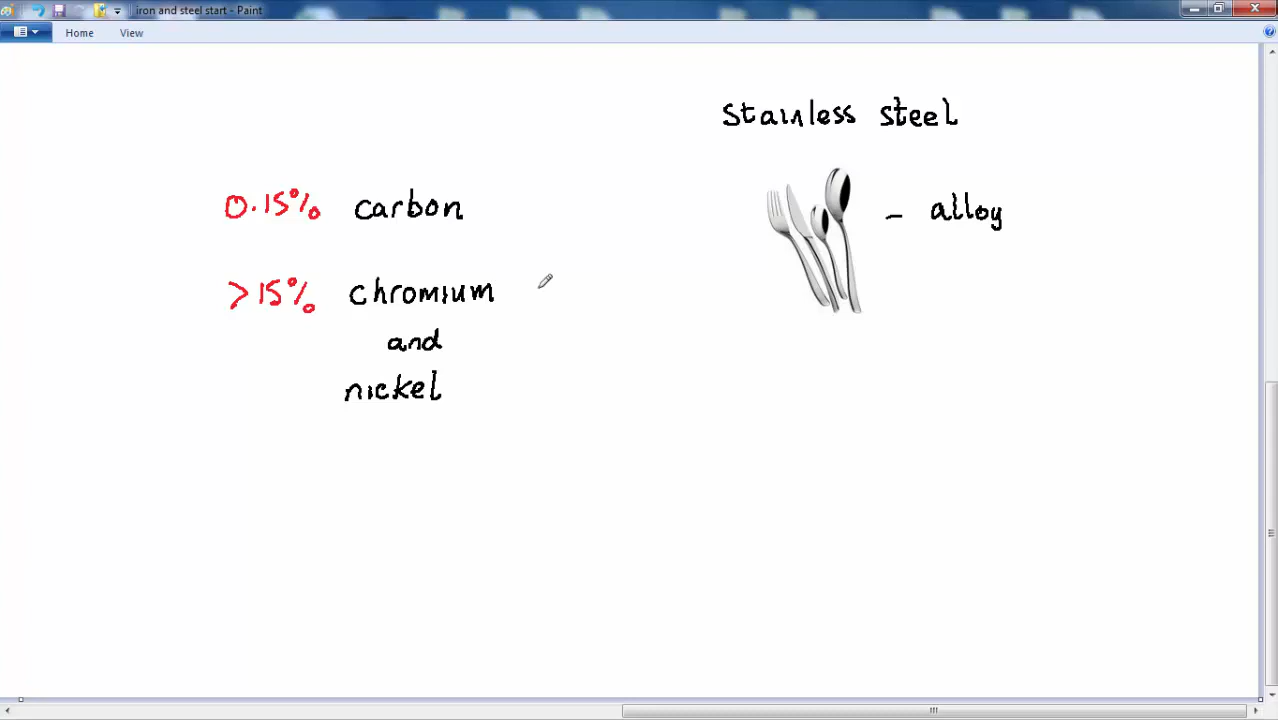 iron and steel start - Paint
Home View
Stainless steel
0.15% carbon
- alloy
>15% chromium
and
nickel